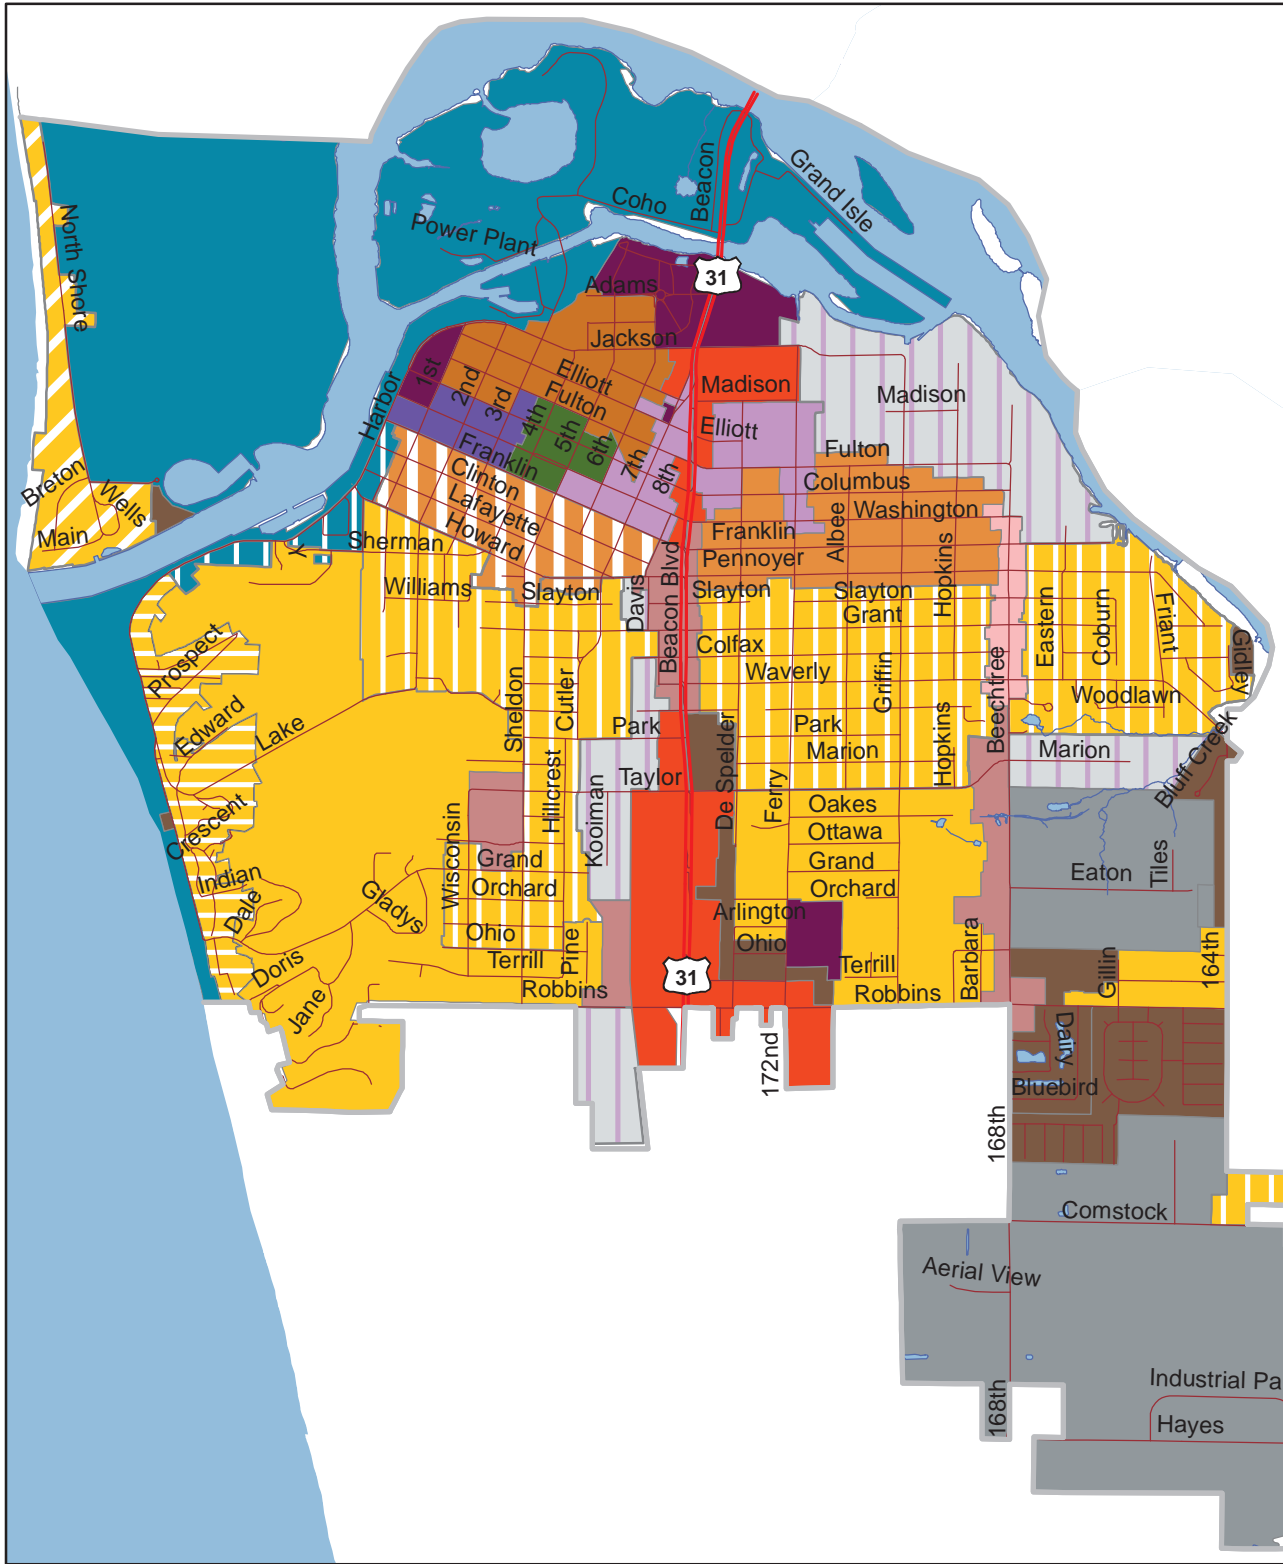 Beacon
Grand Isle
Coho
North Shore
Power Plant
31
Adams
Jackson
Elliott
Madison
Madison
1st
2nd
3rd
Fulton
4th
5th
6th
7th
8th
Harbor
Elliott
Fulton
Franklin
Clinton
Lafayette
Howard
Columbus
Washington
Breton
Wells
Main
Franklin
Albee
Pennoyer
Sherman
Y
Williams
Slayton
Davis
Beacon Blvd
Slayton
Slayton
Hopkins
Grant
Eastern
Coburn
Friant
Gidley
Colfax
Waverly
Griffin
Beechtree
Woodlawn
Prospect
Edward
Lake
Sheldon
Cutler
Park
Park
Marion
Hopkins
Marion
Bluff Creek
Taylor
De Spelder
Ferry
Crescent
Hillcrest
Kooiman
Oakes
Ottawa
Grand
Orchard
Wisconsin
Grand
Orchard
Eaton
Tiles
Indian
Dale
Gladys
Arlington
Ohio
Ohio
Pine
Terrill
Terrill
Barbara
Gillin
164th
Doris
31
Robbins
Robbins
Jane
172nd
Dairy
Bluebird
168th
Comstock
Aerial View
168th
Industrial Pa
Hayes